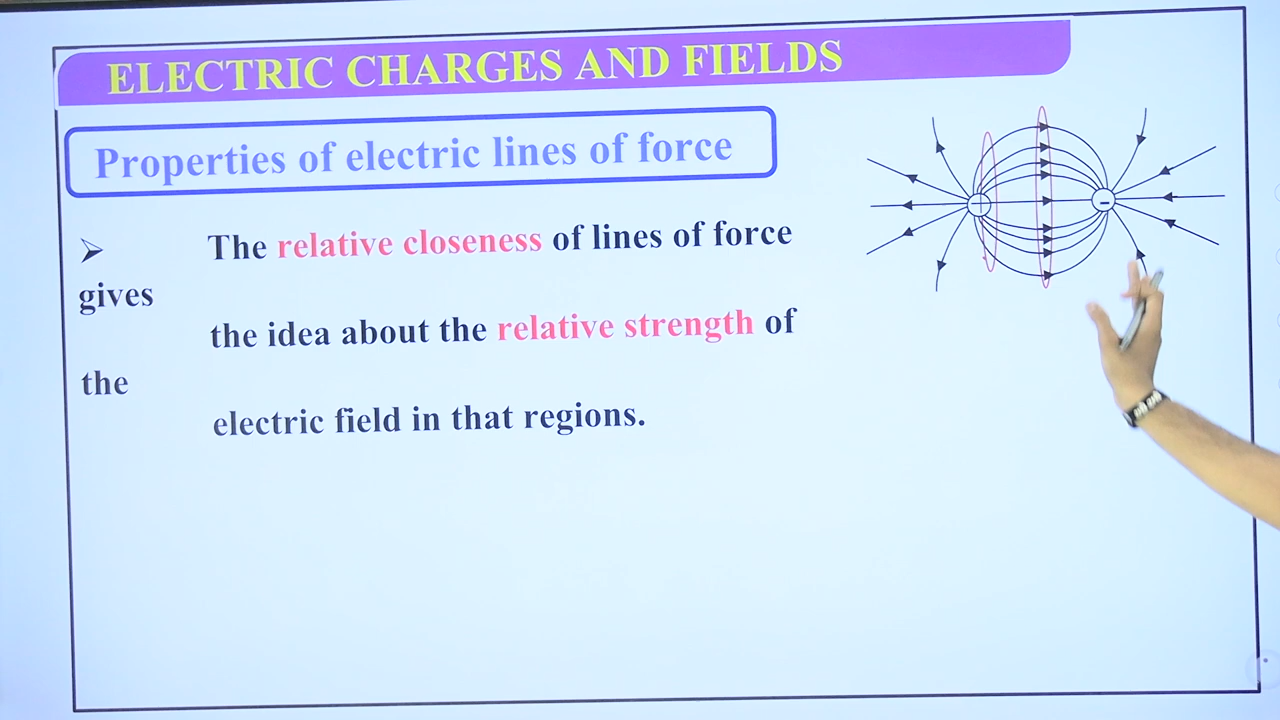 ELECTRIC CHARGES AND FIELDS
Properties of electric lines of force
➢ The relative closeness of lines of force
gives
the idea about the relative strength of
the
electric field in that regions.
+ -